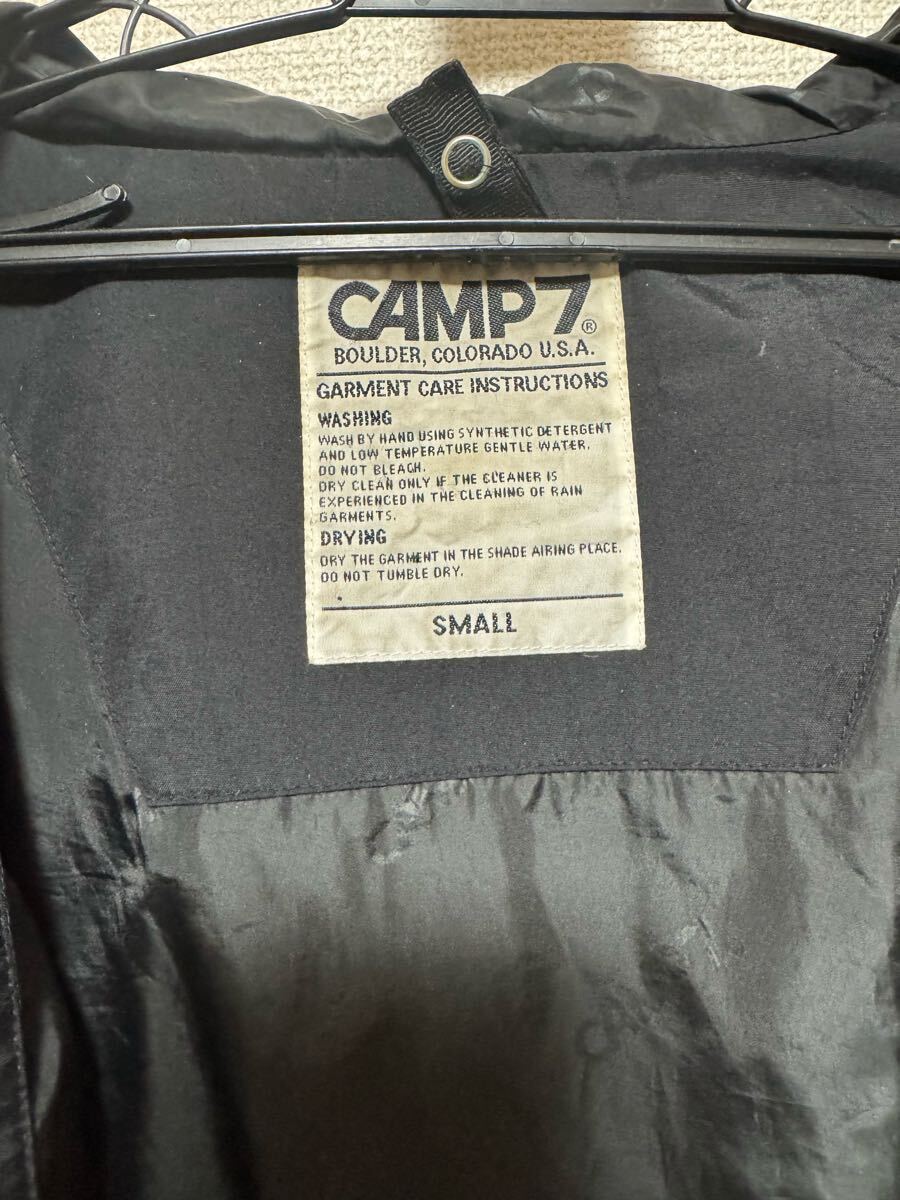 CAMP7®
BOULDER, COLORADO U.S.A.
GARMENT CARE INSTRUCTIONS
WASHING
WASH BY HAND USING SYNTHETIC DETERGENT
AND LOW TEMPERATURE GENTLE WATER.
DO NOT BLEACH.
DRY CLEAN ONLY IF THE CLEANER IS
EXPERIENCED IN THE CLEANING OF RAIN
GARMENTS.
DRYING
DRY THE GARMENT IN THE SHADE AIRING PLACE.
DO NOT TUMBLE DRY.
SMALL